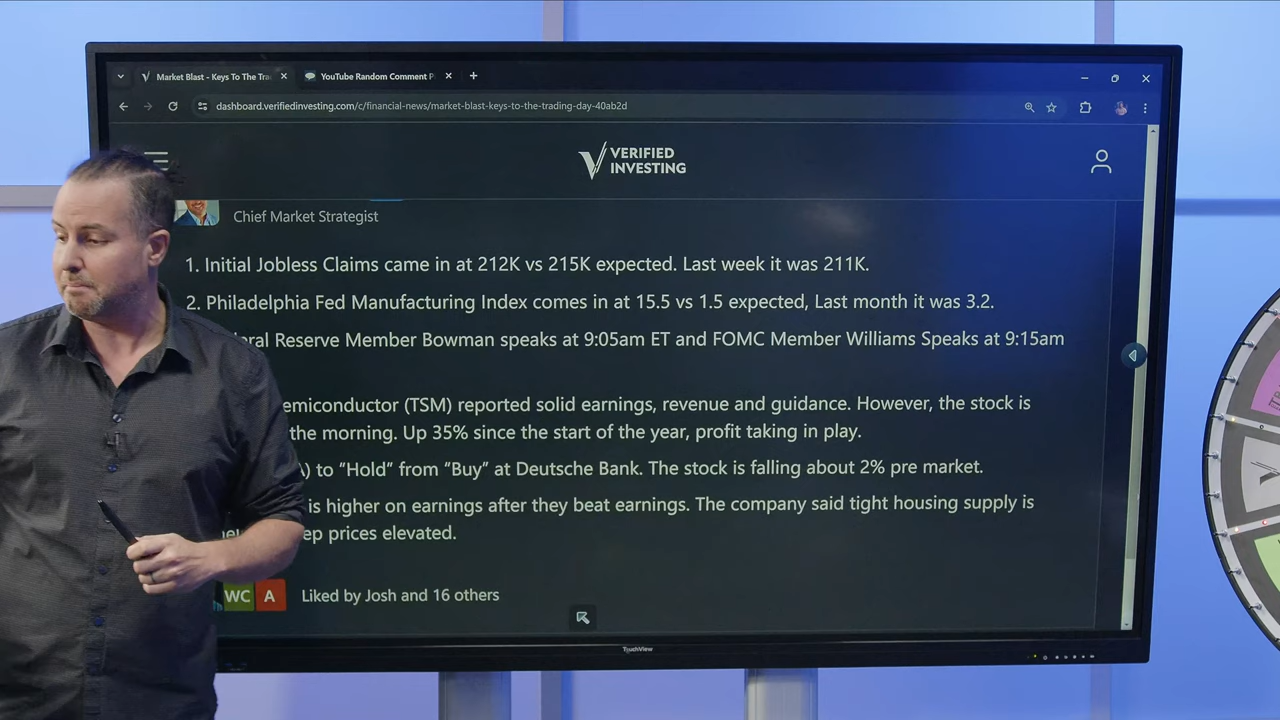 Market Blast - Keys To The Tra
YouTube Random Comment P
dashboard.verifiedinvesting.com/c/financial-news/market-blast-keys-to-the-trading-day-40ab2d
VERIFIED
INVESTING
Chief Market Strategist
1. Initial Jobless Claims came in at 212K vs 215K expected. Last week it was 211K.
2. Philadelphia Fed Manufacturing Index comes in at 15.5 vs 1.5 expected, Last month it was 3.2.
eral Reserve Member Bowman speaks at 9:05am ET and FOMC Member Williams Speaks at 9:15am
emiconductor (TSM) reported solid earnings, revenue and guidance. However, the stock is
the morning. Up 35% since the start of the year, profit taking in play.
) to “Hold” from “Buy” at Deutsche Bank. The stock is falling about 2% pre market.
is higher on earnings after they beat earnings. The company said tight housing supply is
ep prices elevated.
WC A Liked by Josh and 16 others
TouchView